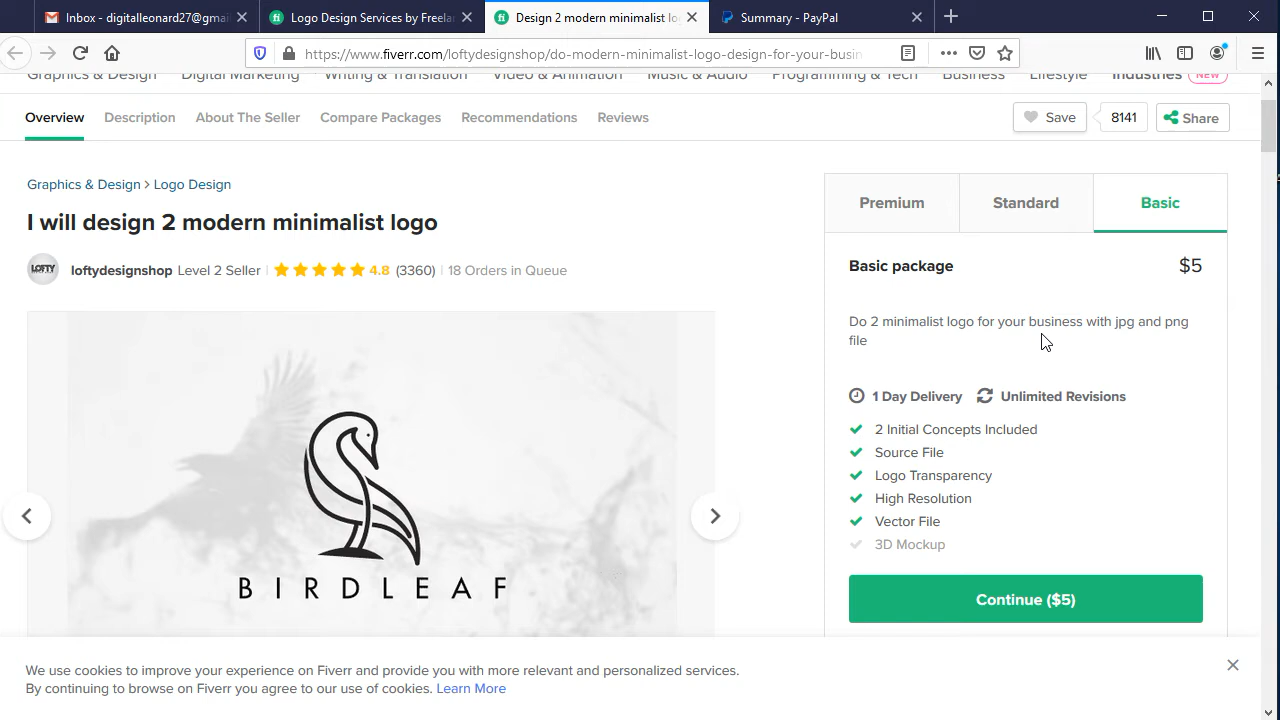 Inbox - digitalleonard27@gmai
Logo Design Services by Freelan
Design 2 modern minimalist lo
Summary - PayPal
https://www.fiverr.com/loftydesignshop/do-modern-minimalist-logo-design-for-your-busin
Graphics & Design Digital Marketing Writing & Translation Video & Animation Music & Audio Programming & Tech Business Lifestyle Industries NEW
Overview Description About The Seller Compare Packages Recommendations Reviews
Save 8141 Share
Graphics & Design > Logo Design
I will design 2 modern minimalist logo
LOFTY loftydesignshop Level 2 Seller 4.8 (3360) 18 Orders in Queue
BIRDLEAF
Premium Standard Basic
Basic package $5
Do 2 minimalist logo for your business with jpg and png
file
1 Day Delivery Unlimited Revisions
2 Initial Concepts Included
Source File
Logo Transparency
High Resolution
Vector File
3D Mockup
Continue ($5)
We use cookies to improve your experience on Fiverr and provide you with more relevant and personalized services.
By continuing to browse on Fiverr you agree to our use of cookies. Learn More